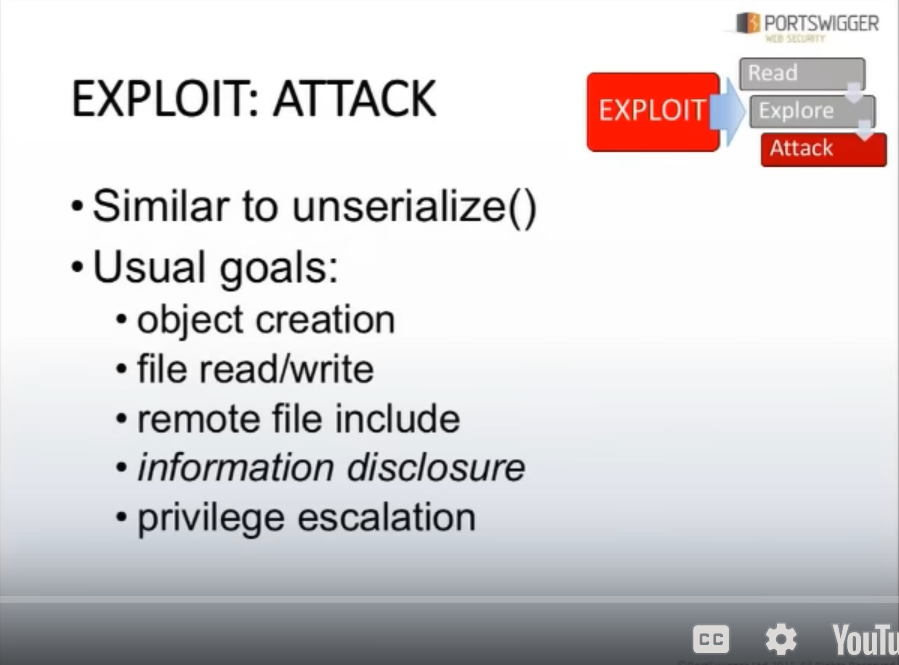 PORTSWIGGER
WEB SECURITY
EXPLOIT: ATTACK
EXPLOIT
Read
Explore
Attack
• Similar to unserialize()
• Usual goals:
• object creation
• file read/write
• remote file include
• information disclosure
• privilege escalation
CC
YouTu